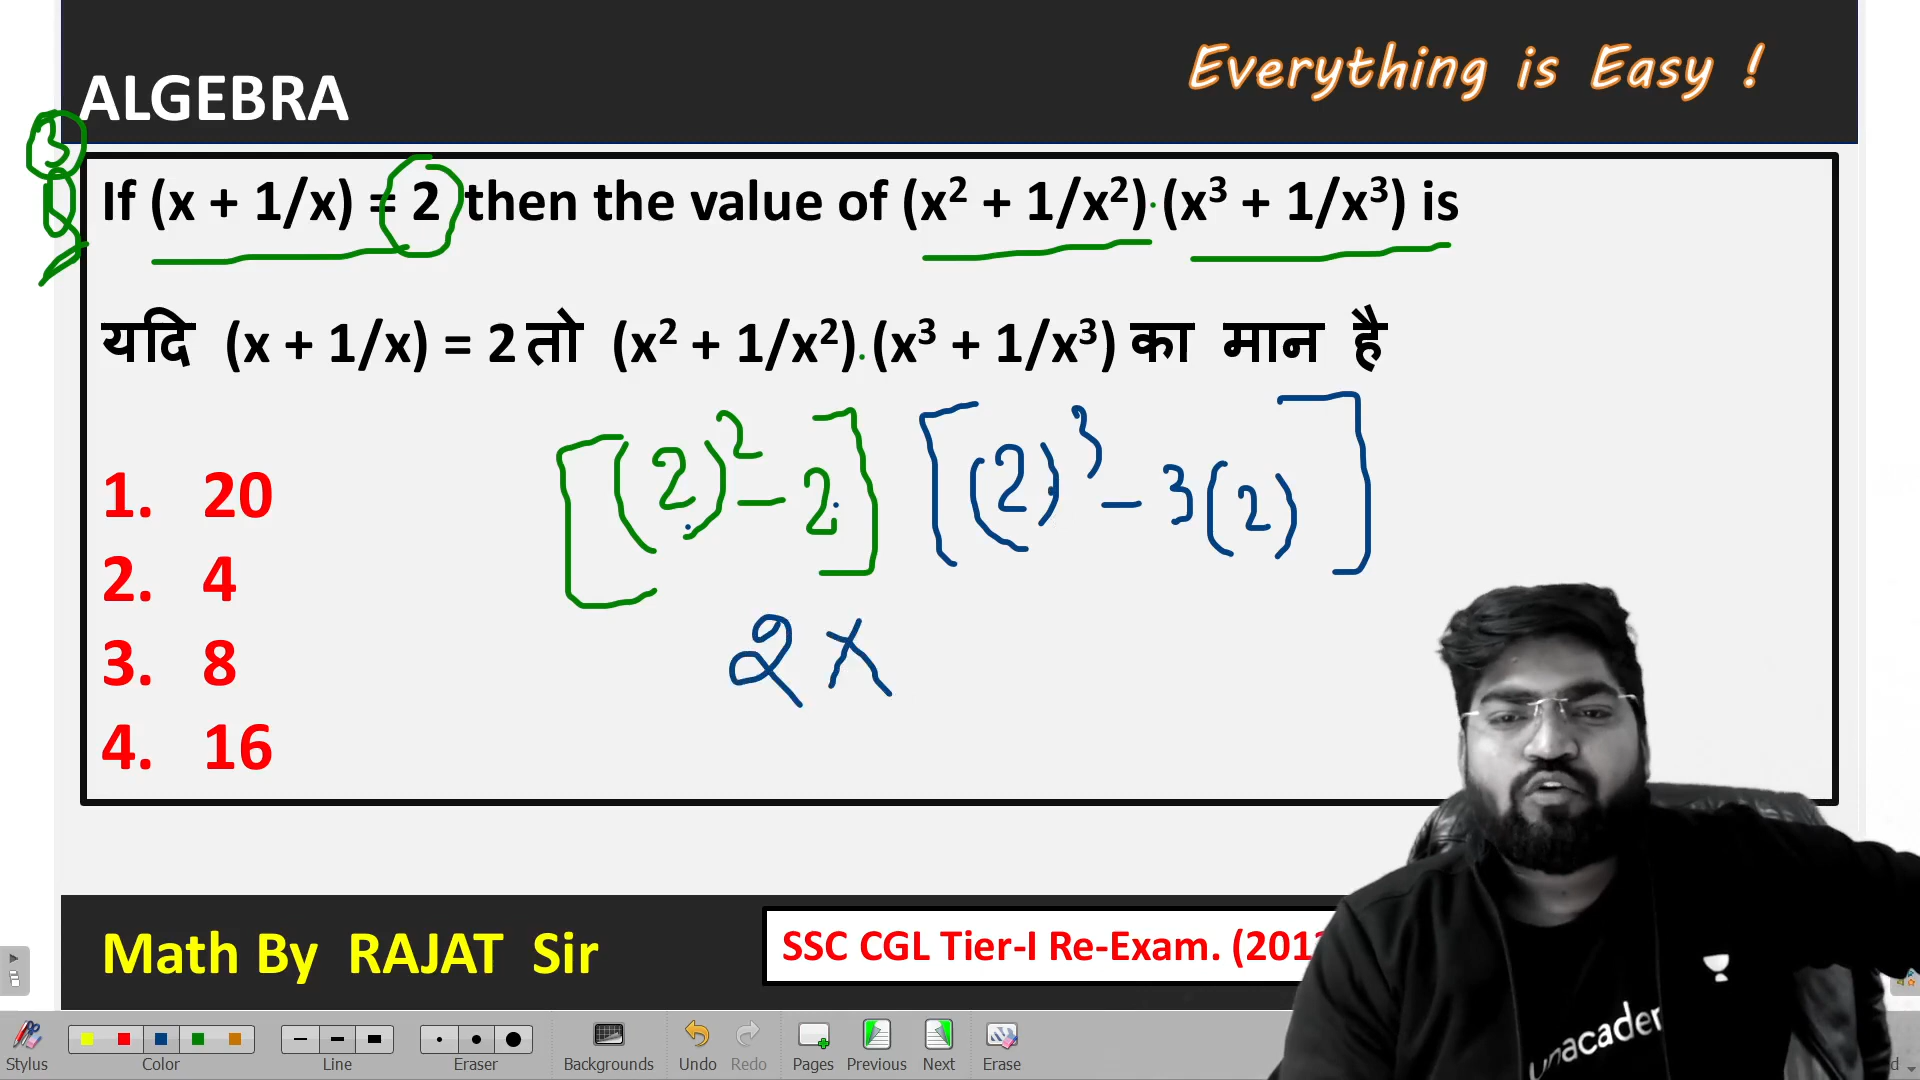 ALGEBRA
Everything is Easy !
3
If (x + 1/x) = 2 then the value of (x² + 1/x²)·(x³ + 1/x³) is
यदि (x + 1/x) = 2 तो (x² + 1/x²)·(x³ + 1/x³) का मान है
[(2)² – 2] [(2)³ – 3(2)]
2 ×
1. 20
2. 4
3. 8
4. 16
Math By RAJAT Sir
SSC CGL Tier-I Re-Exam. (201
unacader
Stylus
Color
Line
Eraser
Backgrounds
Undo
Redo
Pages
Previous
Next
Erase